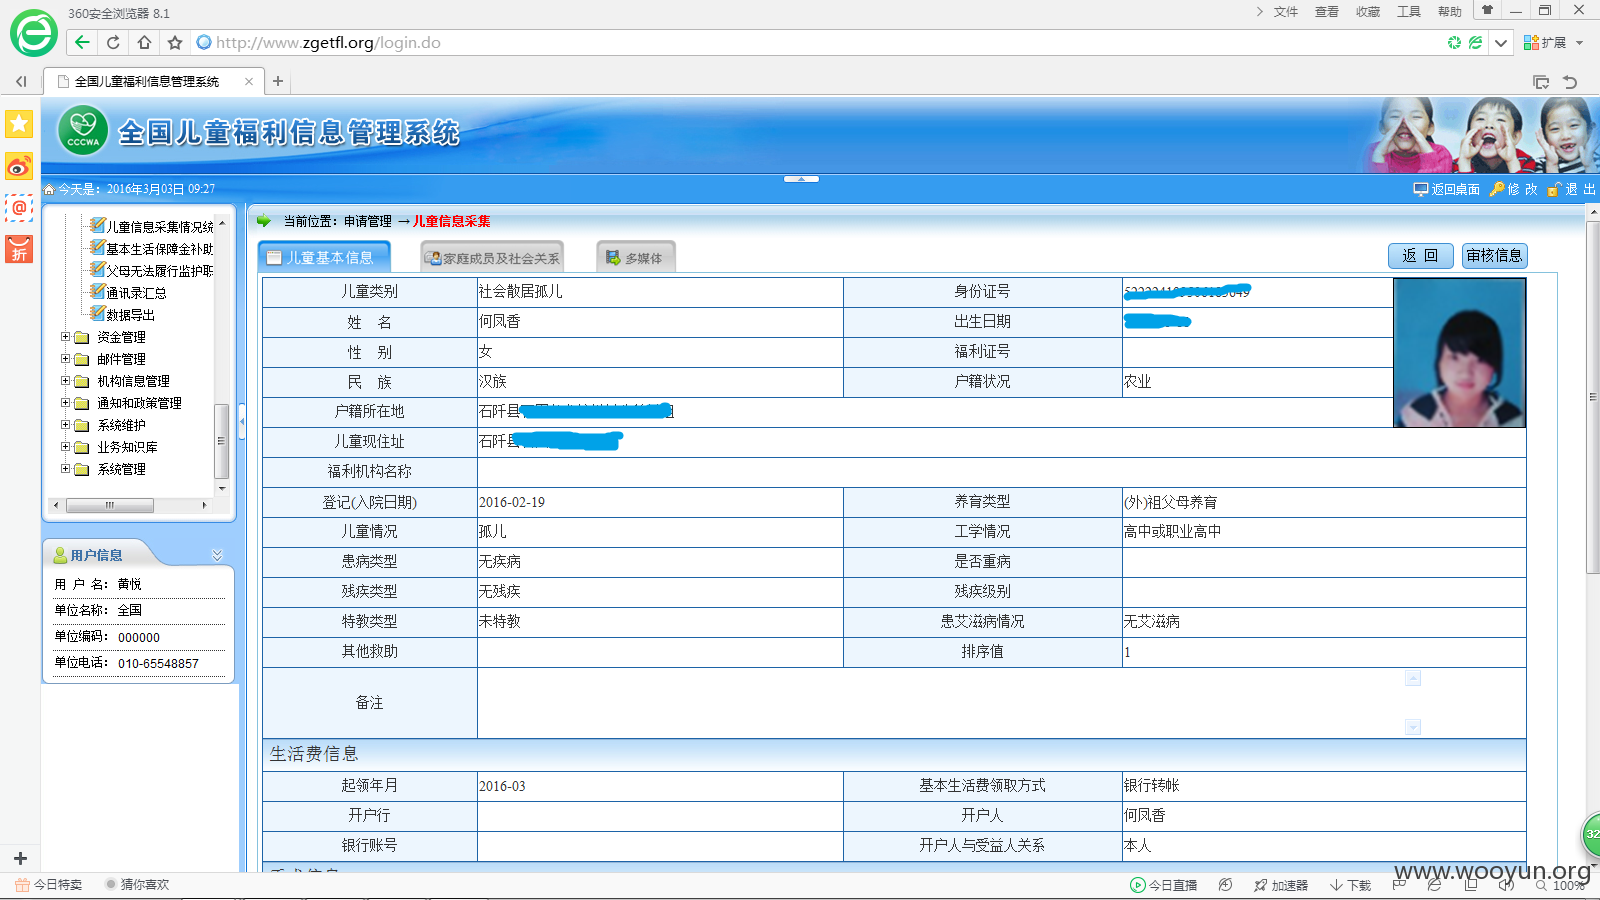 360安全浏览器 8.1
文件 查看 收藏 工具 帮助
http://www.zgetfl.org/login.do
扩展
全国儿童福利信息管理系统
CCCWA
全国儿童福利信息管理系统
今天是：2016年3月03日 09:27
返回桌面 修 改 退 出
儿童信息采集情况统
基本生活保障金补助
父母无法履行监护职
通讯录汇总
数据导出
资金管理
邮件管理
机构信息管理
通知和政策管理
系统维护
业务知识库
系统管理
用户信息
用 户 名： 黄悦
单位名称： 全国
单位编码： 000000
单位电话： 010-65548857
当前位置：申请管理 →儿童信息采集
儿童基本信息 家庭成员及社会关系 多媒体
返 回 审核信息
儿童类别 社会散居孤儿 身份证号
姓 名 何凤香 出生日期
性 别 女 福利证号
民 族 汉族 户籍状况 农业
户籍所在地 石阡县 组
儿童现住址 石阡县
福利机构名称
登记(入院日期) 2016-02-19 养育类型 (外)祖父母养育
儿童情况 孤儿 工学情况 高中或职业高中
患病类型 无疾病 是否重病
残疾类型 无残疾 残疾级别
特教类型 未特教 患艾滋病情况 无艾滋病
其他救助 排序值 1
备注
生活费信息
起领年月 2016-03 基本生活费领取方式 银行转帐
开户行 开户人 何凤香
银行账号 开户人与受益人关系 本人
32
www.wooyun.org
今日特卖 猜你喜欢 今日直播 加速器 下载 100%